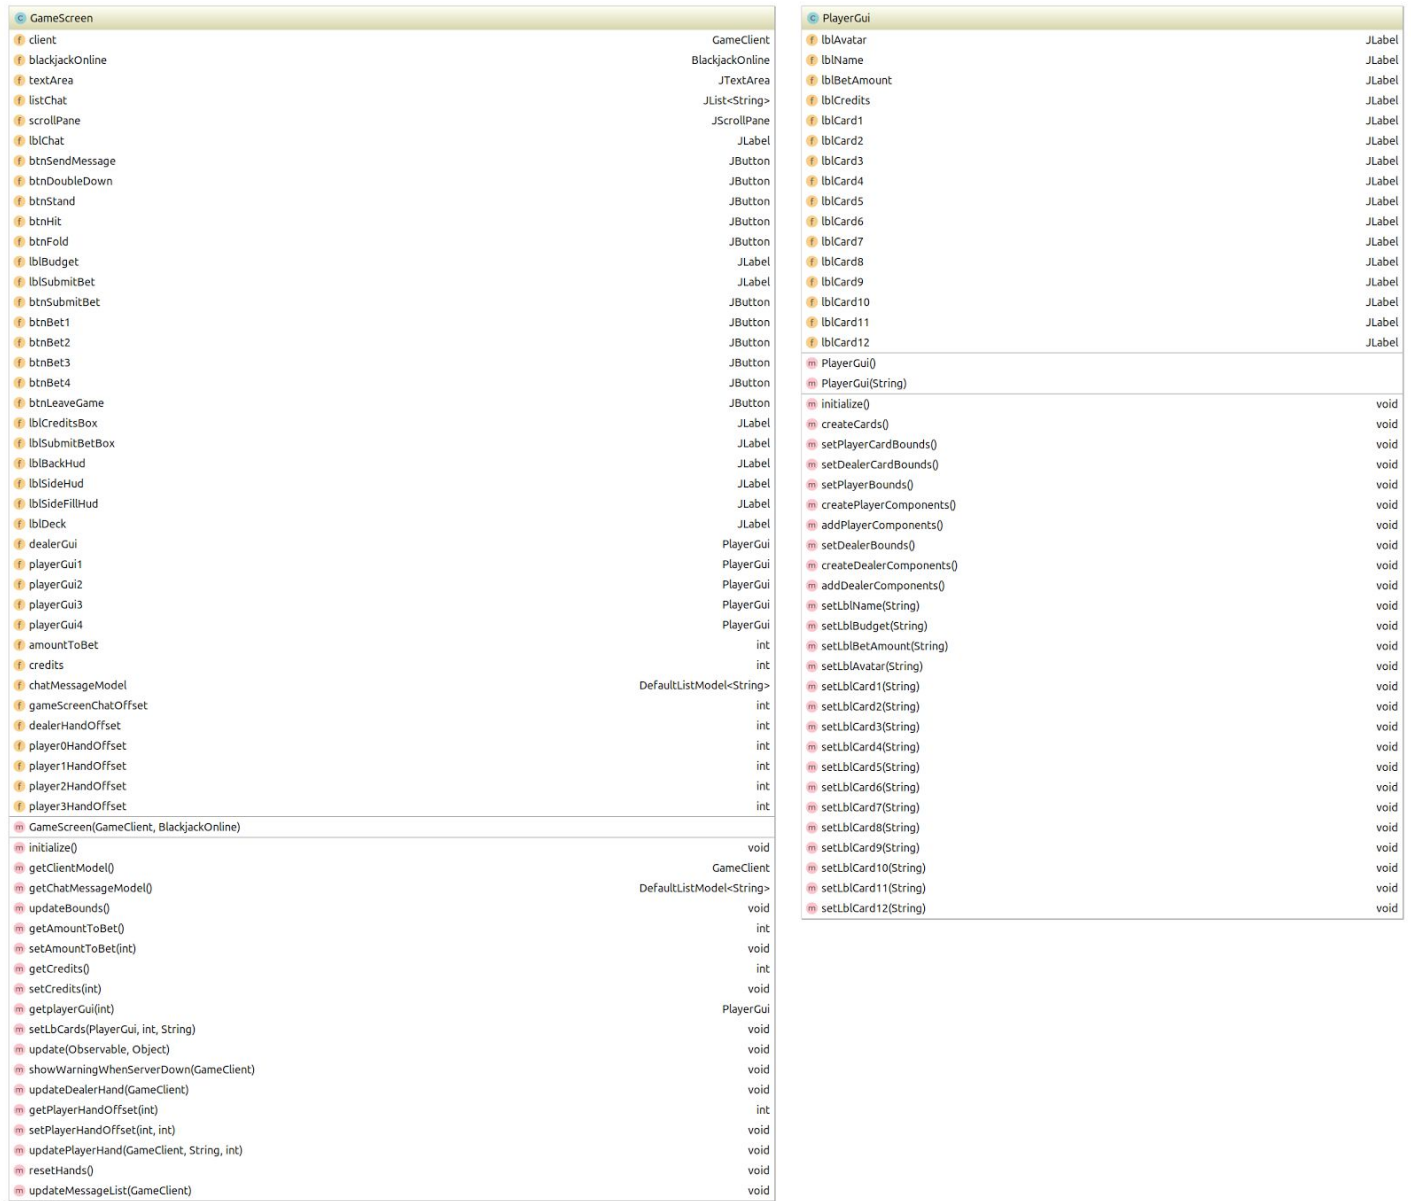 GameScreen
client GameClient
blackjackOnline BlackjackOnline
textArea JTextArea
listChat JList<String>
scrollPane JScrollPane
lblChat JLabel
btnSendMessage JButton
btnDoubleDown JButton
btnStand JButton
btnHit JButton
btnFold JButton
lblBudget JLabel
lblSubmitBet JLabel
btnSubmitBet JButton
btnBet1 JButton
btnBet2 JButton
btnBet3 JButton
btnBet4 JButton
btnLeaveGame JButton
lblCreditsBox JLabel
lblSubmitBetBox JLabel
lblBackHud JLabel
lblSideHud JLabel
lblSideFillHud JLabel
lblDeck JLabel
dealerGui PlayerGui
playerGui1 PlayerGui
playerGui2 PlayerGui
playerGui3 PlayerGui
playerGui4 PlayerGui
amountToBet int
credits int
chatMessageModel DefaultListModel<String>
gameScreenChatOffset int
dealerHandOffset int
player0HandOffset int
player1HandOffset int
player2HandOffset int
player3HandOffset int
GameScreen(GameClient, BlackjackOnline)
initialize() void
getClientModel() GameClient
getChatMessageModel() DefaultListModel<String>
updateBounds() void
getAmountToBet() int
setAmountToBet(int) void
getCredits() int
setCredits(int) void
getplayerGui(int) PlayerGui
setLbCards(PlayerGui, int, String) void
update(Observable, Object) void
showWarningWhenServerDown(GameClient) void
updateDealerHand(GameClient) void
getPlayerHandOffset(int) int
setPlayerHandOffset(int, int) void
updatePlayerHand(GameClient, String, int) void
resetHands() void
updateMessageList(GameClient) void
PlayerGui
lblAvatar JLabel
lblName JLabel
lblBetAmount JLabel
lblCredits JLabel
lblCard1 JLabel
lblCard2 JLabel
lblCard3 JLabel
lblCard4 JLabel
lblCard5 JLabel
lblCard6 JLabel
lblCard7 JLabel
lblCard8 JLabel
lblCard9 JLabel
lblCard10 JLabel
lblCard11 JLabel
lblCard12 JLabel
PlayerGui()
PlayerGui(String)
initialize() void
createCards() void
setPlayerCardBounds() void
setDealerCardBounds() void
setPlayerBounds() void
createPlayerComponents() void
addPlayerComponents() void
setDealerBounds() void
createDealerComponents() void
addDealerComponents() void
setLblName(String) void
setLblBudget(String) void
setLblBetAmount(String) void
setLblAvatar(String) void
setLblCard1(String) void
setLblCard2(String) void
setLblCard3(String) void
setLblCard4(String) void
setLblCard5(String) void
setLblCard6(String) void
setLblCard7(String) void
setLblCard8(String) void
setLblCard9(String) void
setLblCard10(String) void
setLblCard11(String) void
setLblCard12(String) void